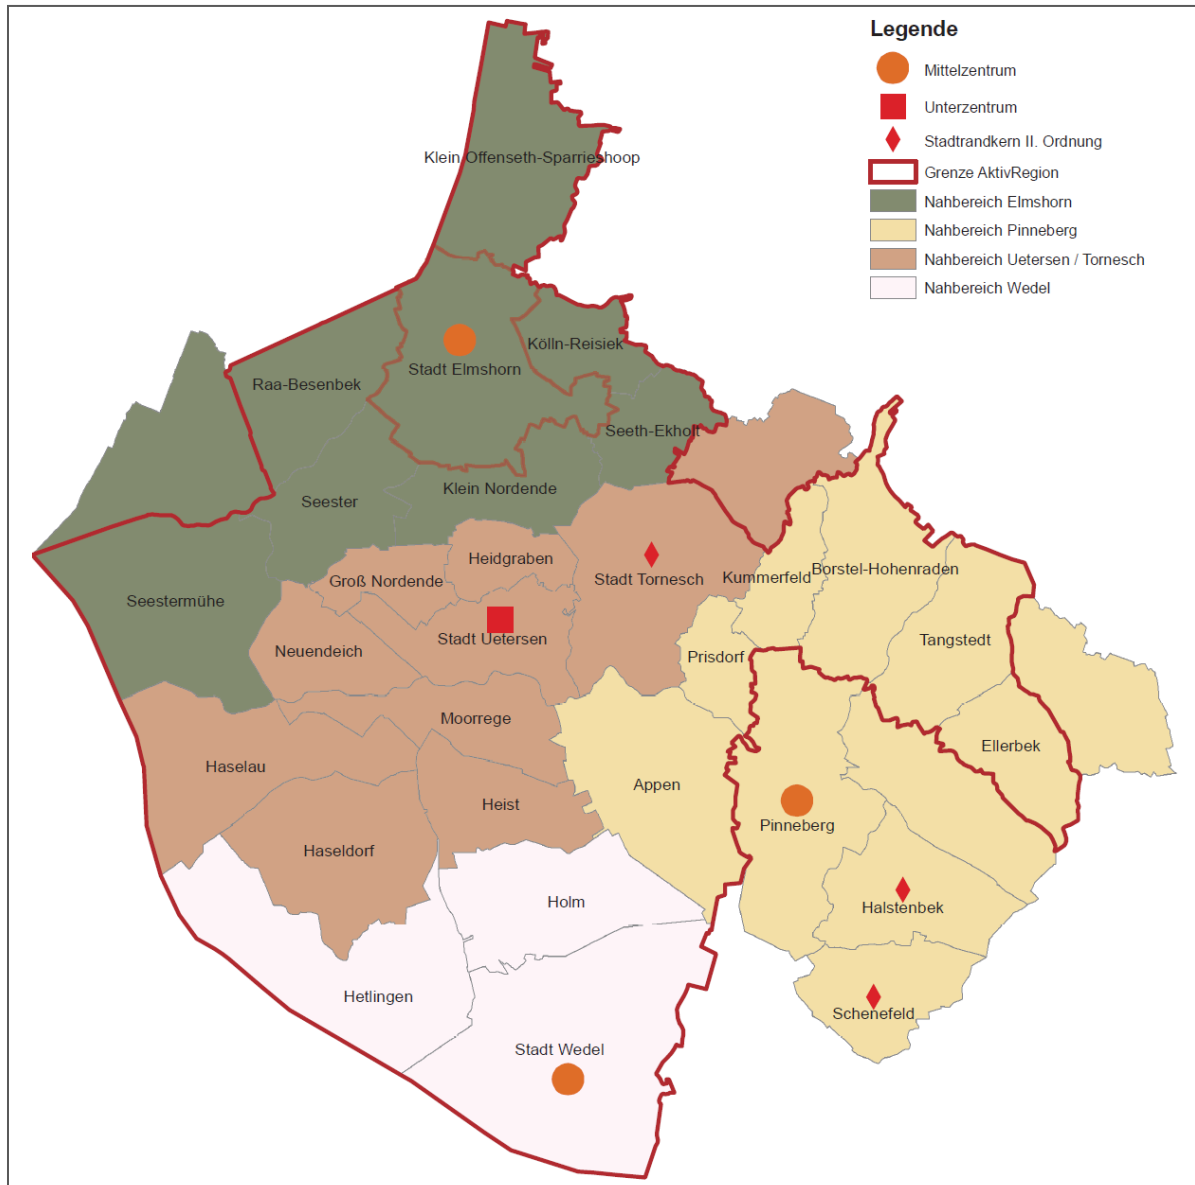 Legende
Mittelzentrum
Unterzentrum
Stadtrandkern II. Ordnung
Grenze AktivRegion
Nahbereich Elmshorn
Nahbereich Pinneberg
Nahbereich Uetersen / Tornesch
Nahbereich Wedel
Klein Offenseth-Sparrieshoop
Kölln-Reisiek
Stadt Elmshorn
Raa-Besenbek
Seeth-Ekholt
Klein Nordende
Seester
Heidgraben
Borstel-Hohenraden
Kummerfeld
Stadt Tornesch
Groß Nordende
Seestermühe
Stadt Uetersen
Tangstedt
Neuendeich
Prisdorf
Moorrege
Ellerbek
Haselau
Appen
Heist
Pinneberg
Haseldorf
Holm
Halstenbek
Hetlingen
Schenefeld
Stadt Wedel